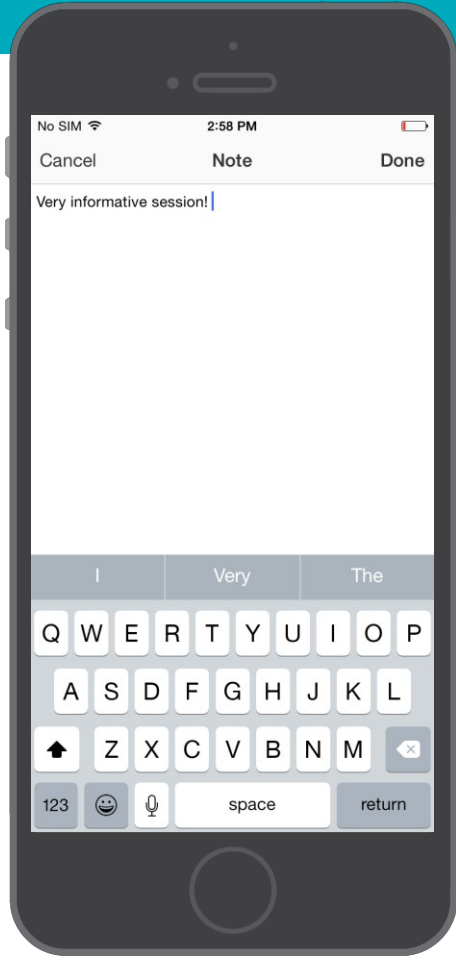 No SIM 2:58 PM
Cancel Note Done
Very informative session!
I Very The
Q W E R T Y U I O P
A S D F G H J K L
Z X C V B N M
123 space return